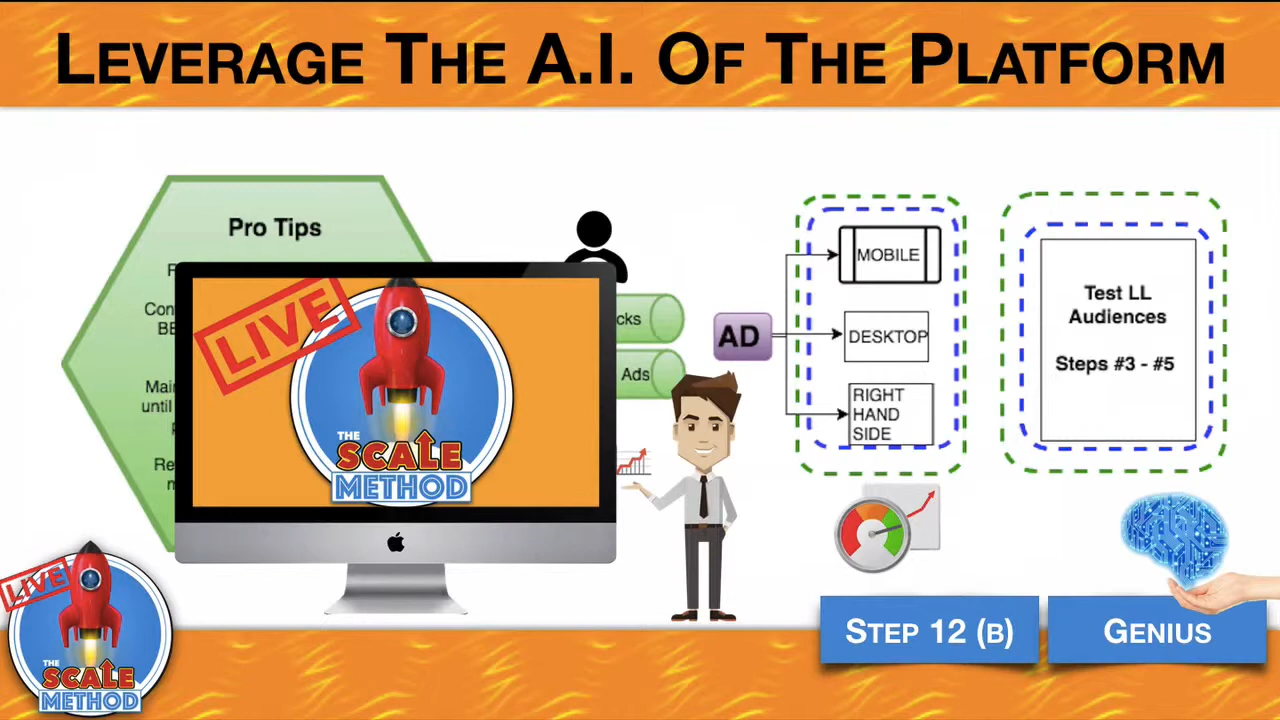 LEVERAGE THE A.I. OF THE PLATFORM
Pro Tips
Ads
AD
MOBILE
DESKTOP
RIGHT
HAND
SIDE
Test LL
Audiences
Steps #3 - #5
until
LIVE
THE
SCALE
METHOD
LIVE
THE
SCALE
METHOD
STEP 12 (B)
GENIUS